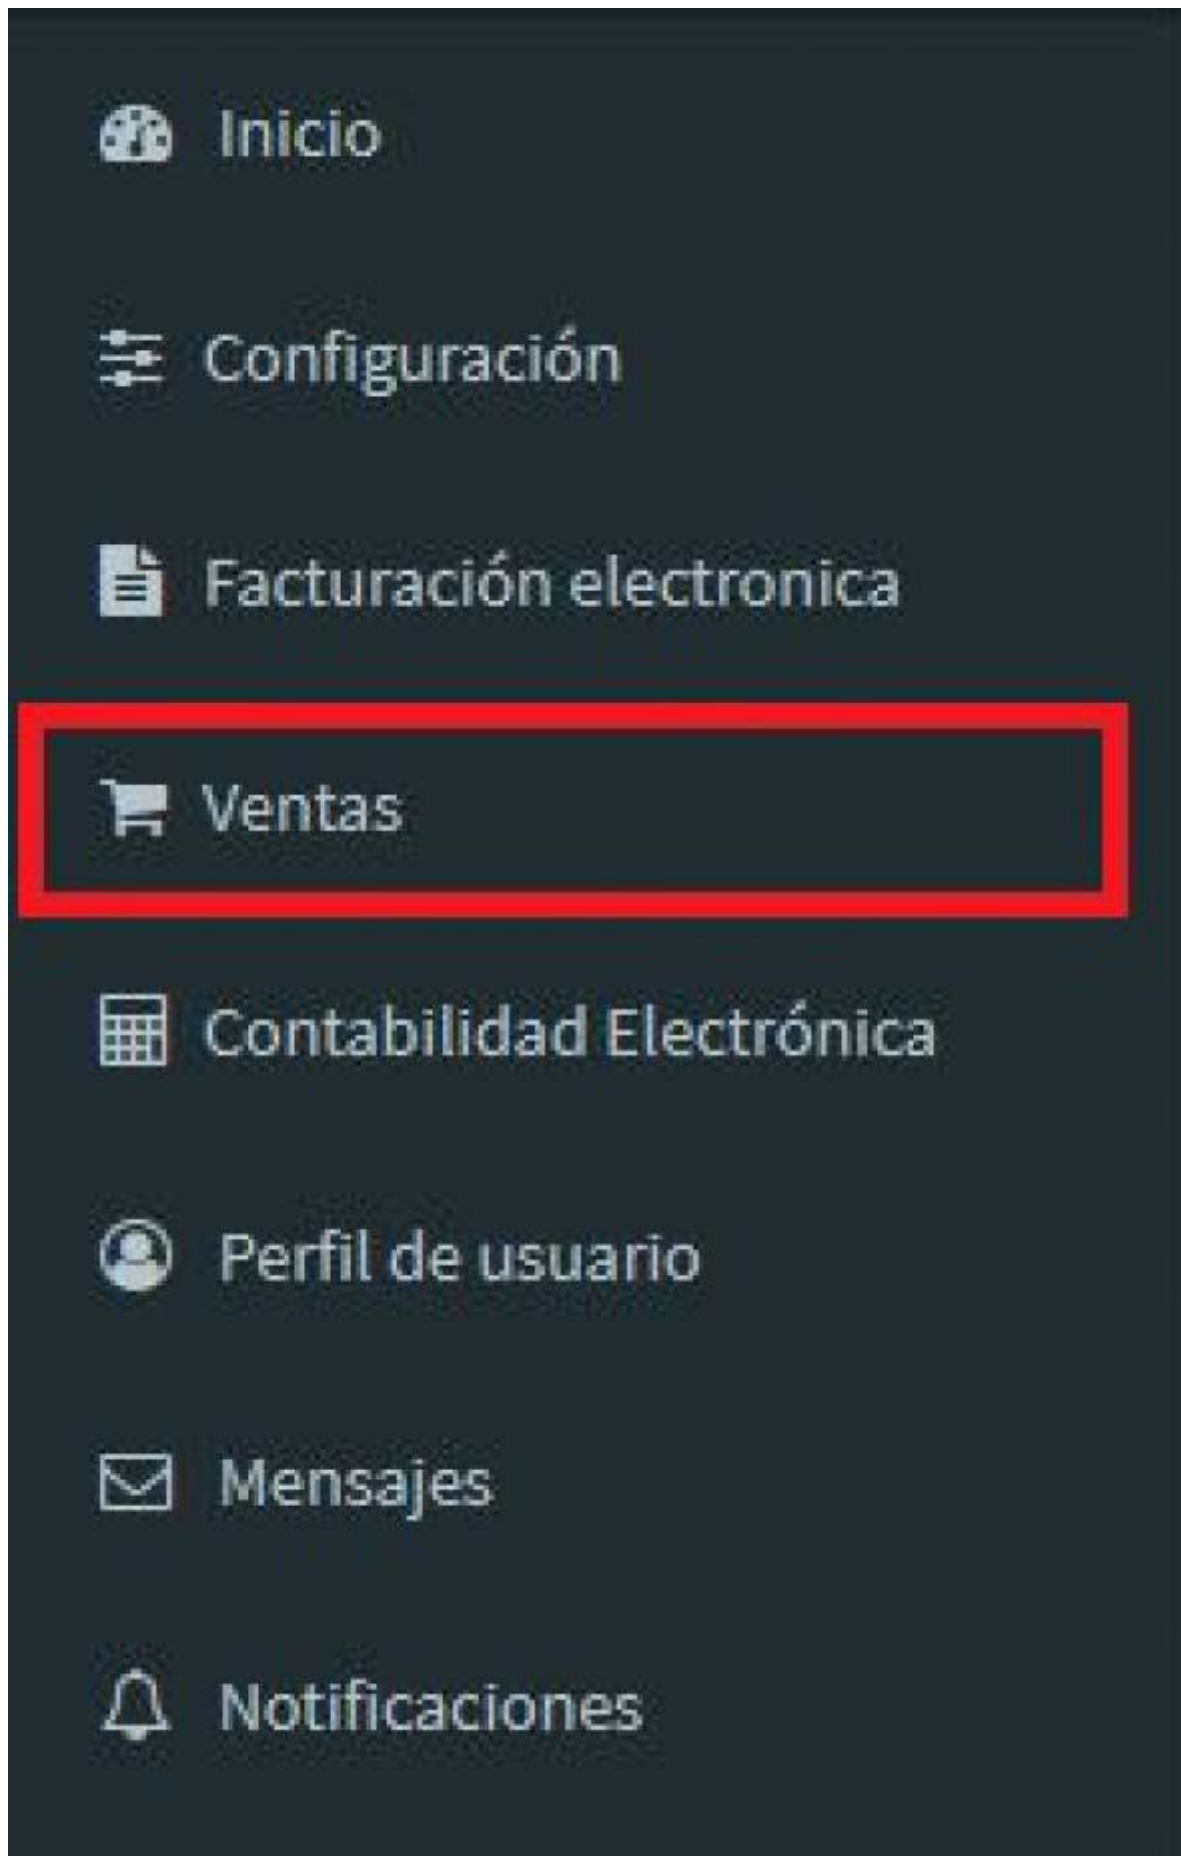 Inicio
Configuración
Facturación electronica
Ventas
Contabilidad Electrónica
Perfil de usuario
Mensajes
Notificaciones